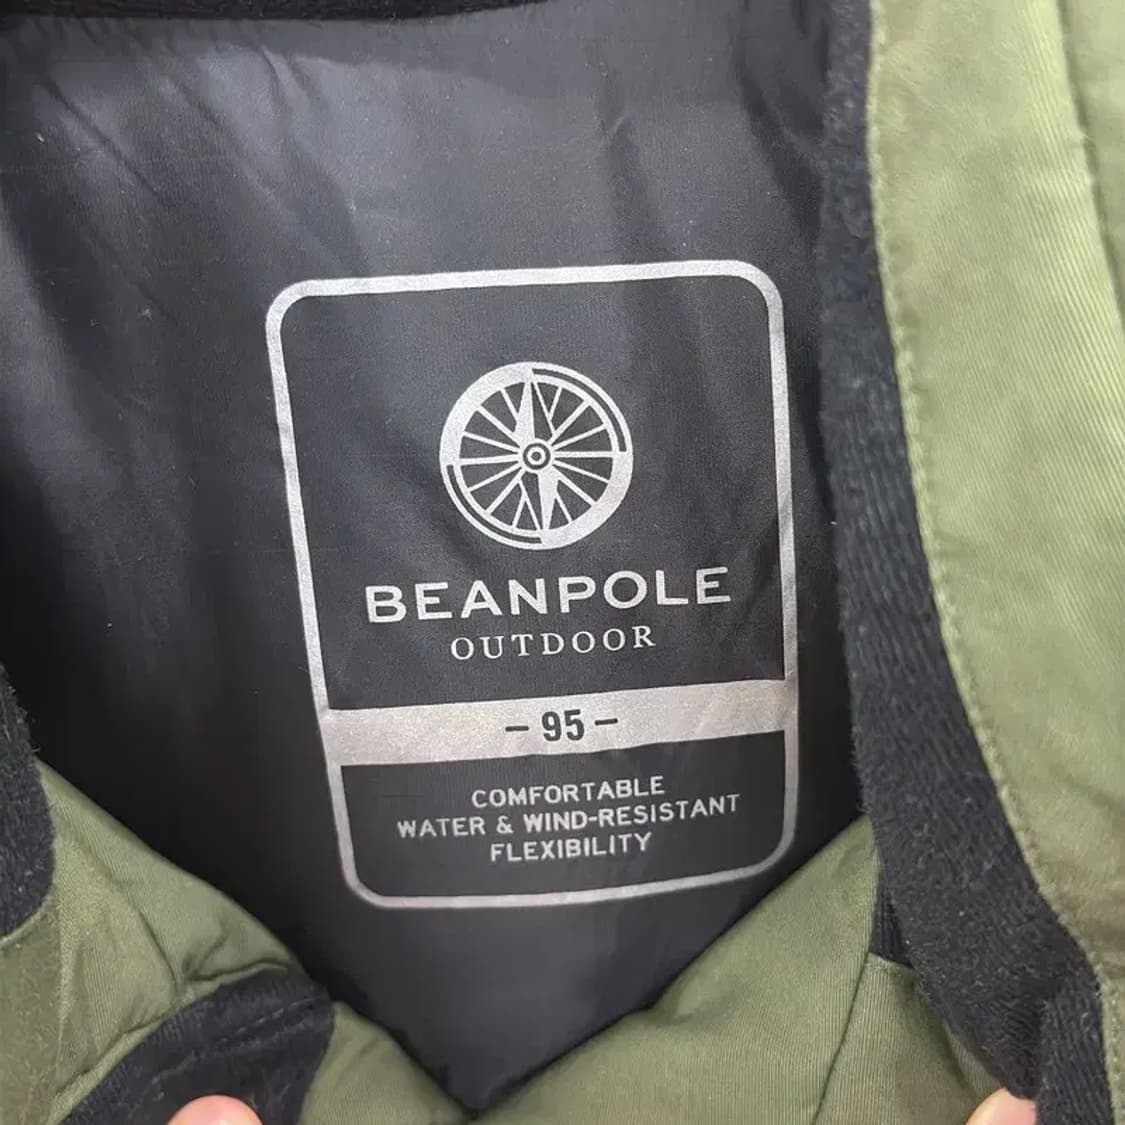 BEANPOLE
OUTDOOR
- 95 -
COMFORTABLE
WATER & WIND-RESISTANT
FLEXIBILITY